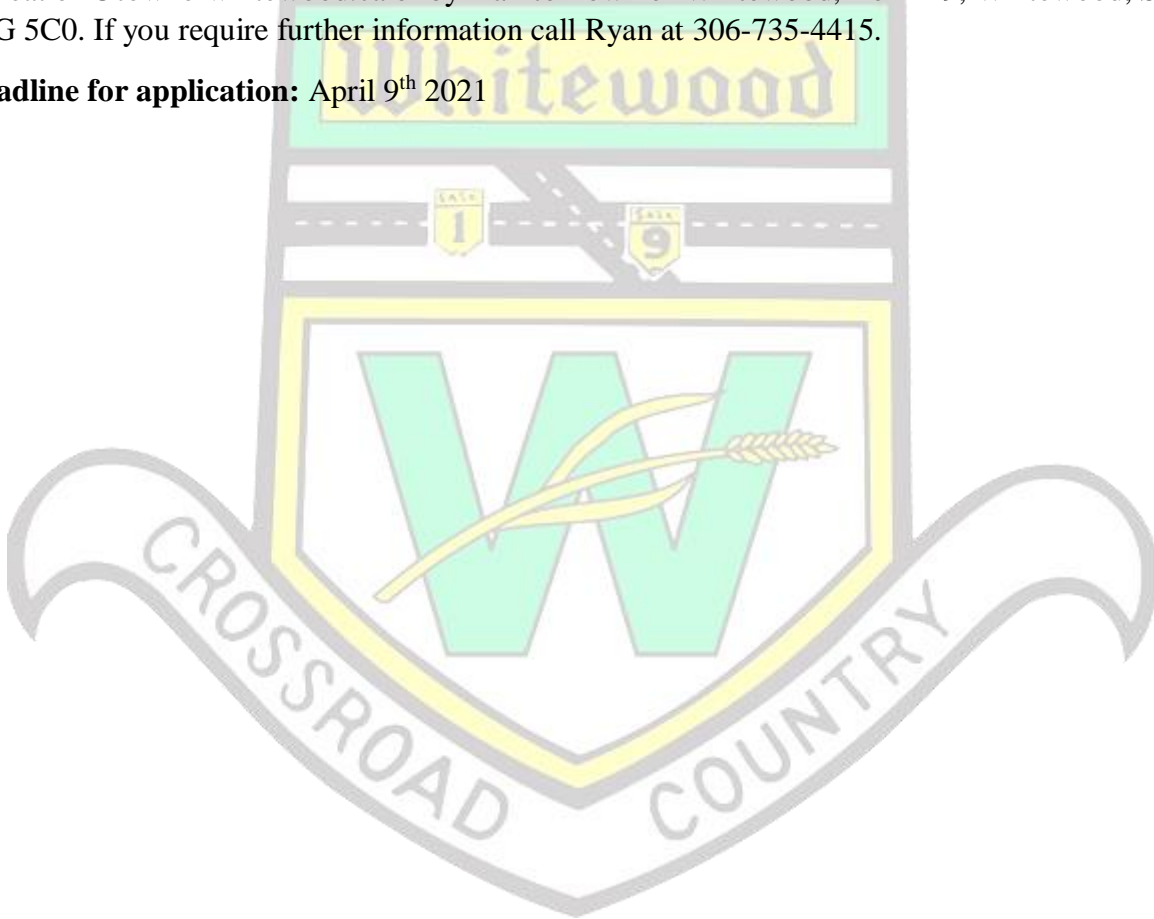 G 5C0. If you require further information call Ryan at 306-735-4415.
adline for application: April 9th 2021
Whitewood
SASK SASK
1 9
CROSSROAD COUNTRY